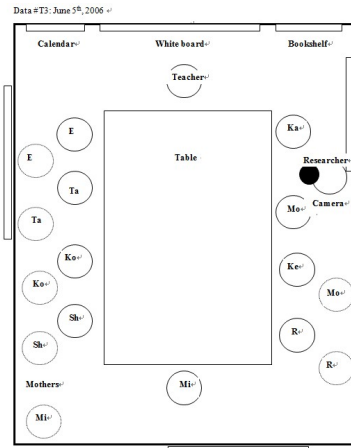 Data #T3: June 5th, 2006
Calendar White board Bookshelf
Teacher
E Ka
E Table Researcher
Ta Mo Camera
Ta
Ko Ke
Ko Mo
Sh R
Sh R
Mothers Mi
Mi